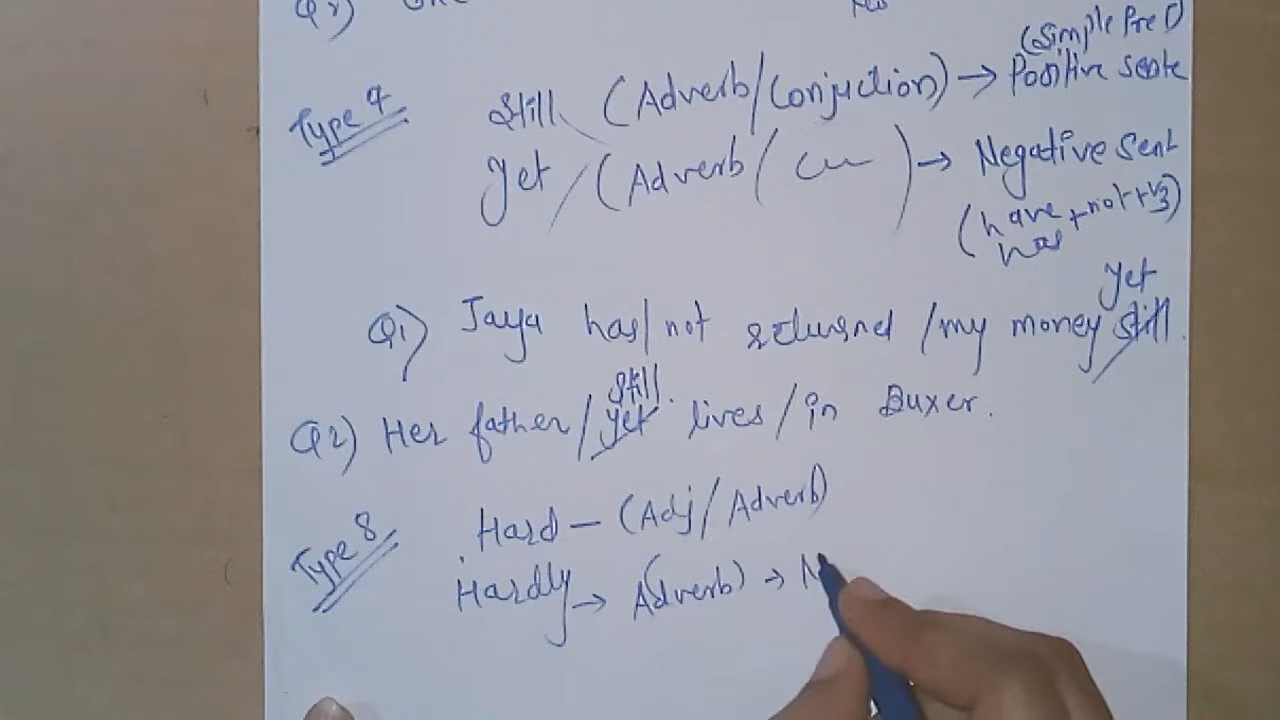 Q2)
(Simple Pre
Type 7
Still (Adverb/Conjuction) → Positive Sente
Yet / (Adverb/ ) → Negative Sent
(have + not + v3)
has
yet
Q1) Jaya has/ not returned /my money still.
still.
Q2) Her father/ yet lives /in Buxer.
Type 8
Hard – (Adj/Adverb)
Hardly → (Adverb) → N